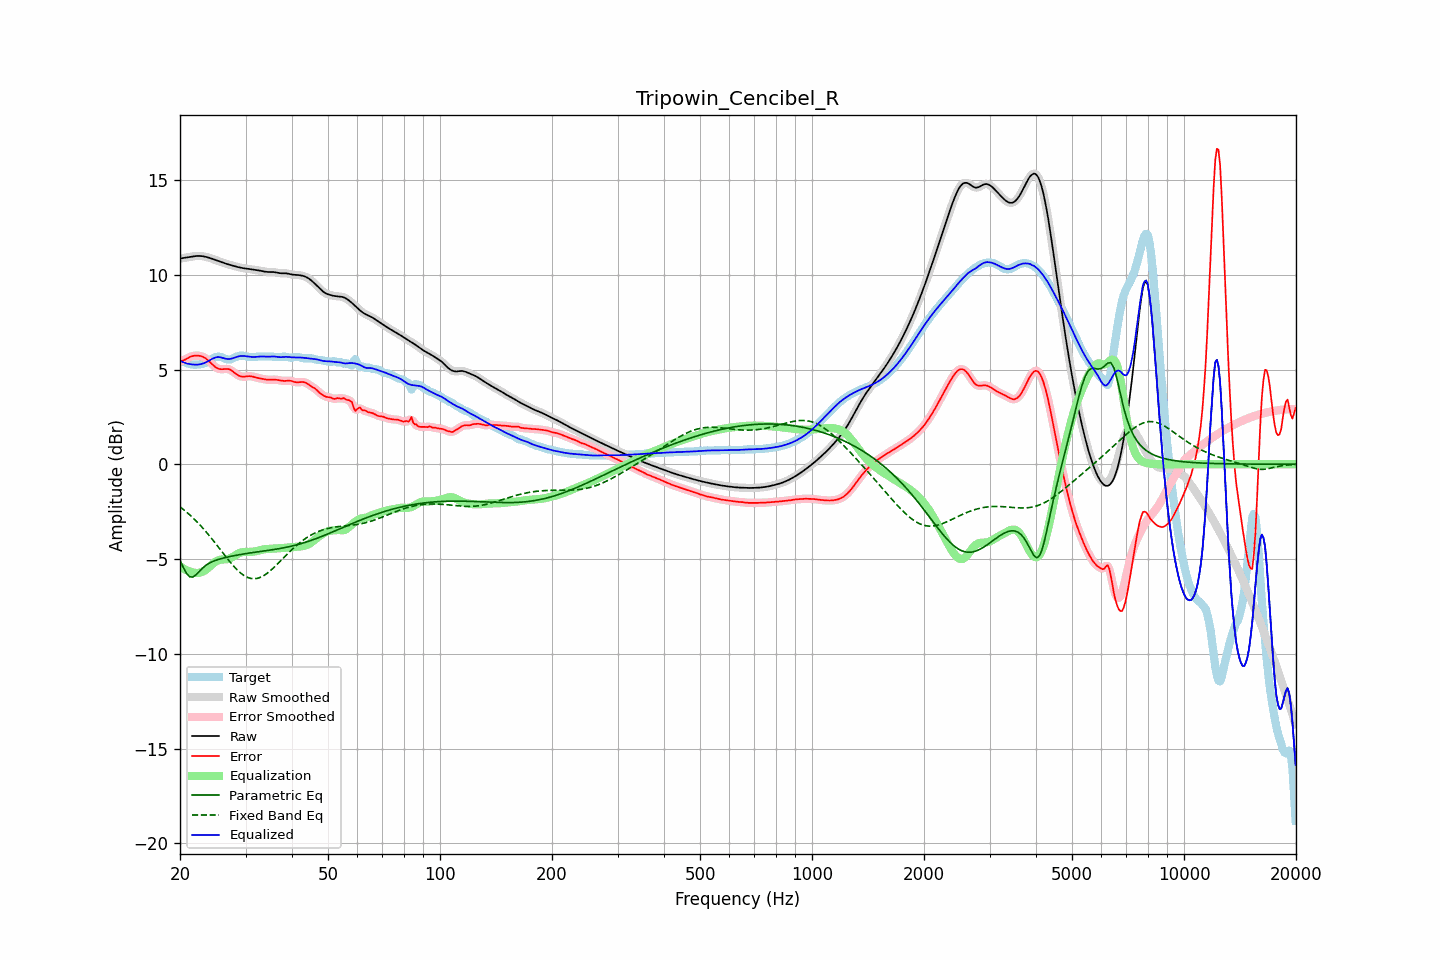 Tripowin_Cencibel_R
Amplitude (dBr)
15
10
5
0
−5
−10
−15
−20
Target
Raw Smoothed
Error Smoothed
Raw
Error
Equalization
Parametric Eq
Fixed Band Eq
Equalized
20 50 100 200 500 1000 2000 5000 10000 20000
Frequency (Hz)